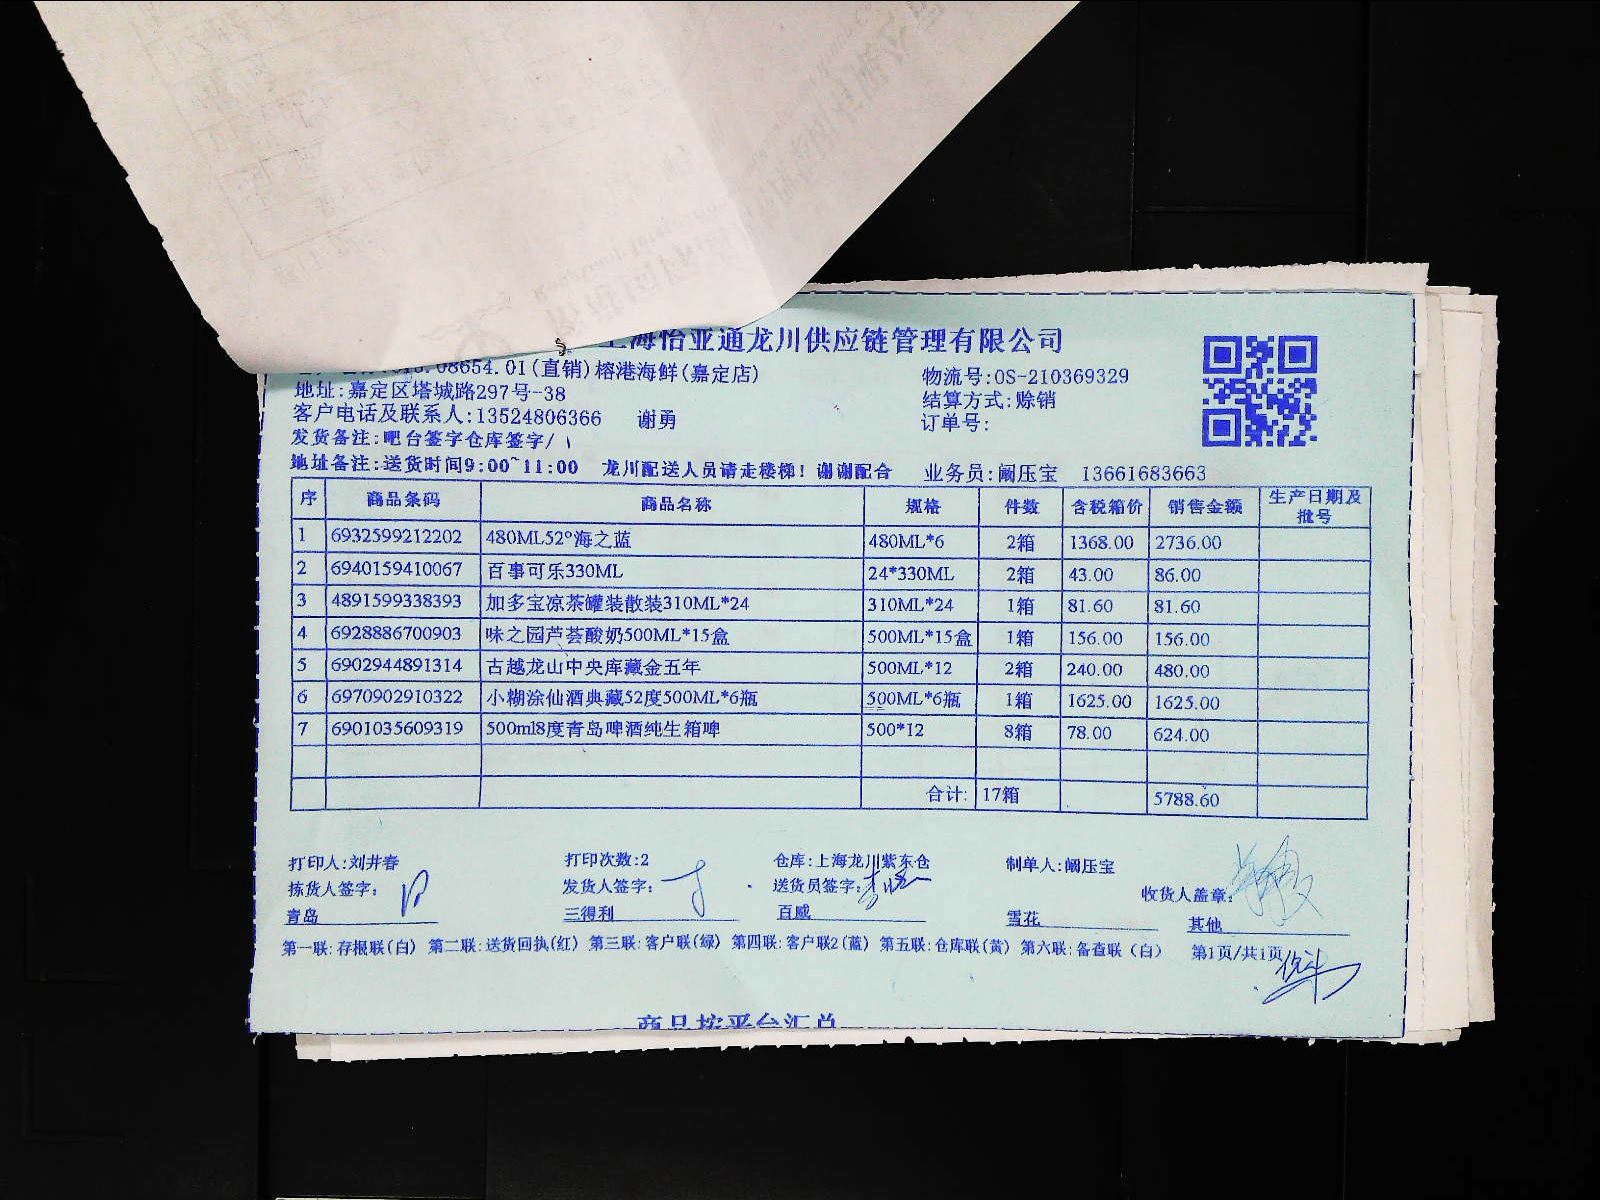 上海怡亚通龙川供应链管理有限公司
08654.01(直销)榕港海鲜(嘉定店) 物流号:OS-210369329
地址:嘉定区塔城路297号-38 结算方式:赊销
客户电话及联系人:13524806366 谢勇 订单号:
发货备注:吧台签字仓库签字/\
地址备注:送货时间9:00~11:00 龙川配送人员请走楼梯!谢谢配合 业务员:阚压宝 13661683663
序 商品条码 商品名称 规格 件数 含税箱价 销售金额 生产日期及批号
1 6932599212202 480ML52°海之蓝 480ML*6 2箱 1368.00 2736.00
2 6940159410067 百事可乐330ML 24*330ML 2箱 43.00 86.00
3 4891599338393 加多宝凉茶罐装散装310ML*24 310ML*24 1箱 81.60 81.60
4 6928886700903 味之园芦荟酸奶500ML*15盒 500ML*15盒 1箱 156.00 156.00
5 6902944891314 古越龙山中央库藏金五年 500ML*12 2箱 240.00 480.00
6 6970902910322 小糊涂仙酒典藏52度500ML*6瓶 500ML*6瓶 1箱 1625.00 1625.00
7 6901035609319 500ml8度青岛啤酒纯生箱啤 500*12 8箱 78.00 624.00
合计: 17箱 5788.60
打印人:刘井春 打印次数:2 仓库:上海龙川紫东仓 制单人:阚压宝
拣货人签字: 发货人签字: 送货员签字: 收货人盖章:
青岛 三得利 百威 雪花 其他
第一联:存根联(白) 第二联:送货回执(红) 第三联:客户联(绿) 第四联:客户联2(蓝) 第五联:仓库联(黄) 第六联:备查联(白) 第1页/共1页
商品按平台汇总